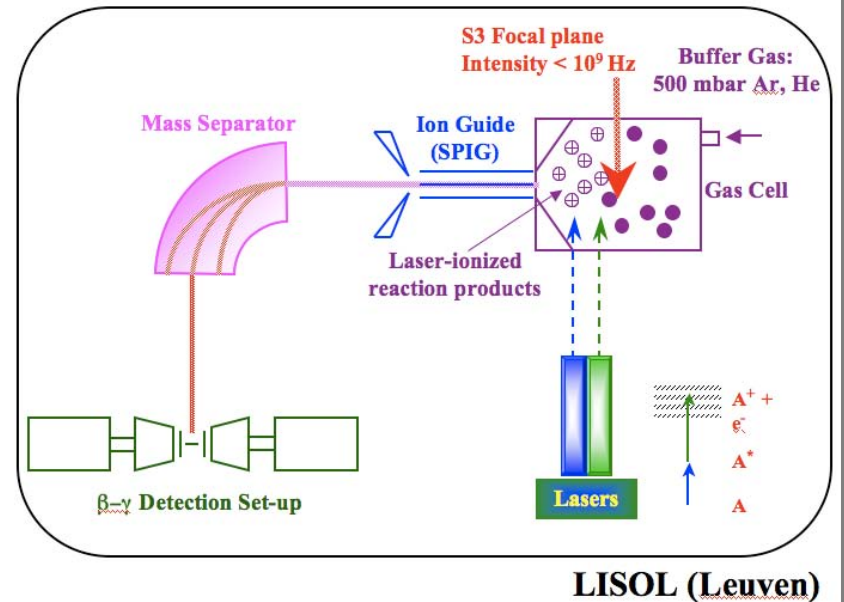 S3 Focal plane
Intensity < 10⁹ Hz
Buffer Gas:
500 mbar Ar, He
Mass Separator
Ion Guide
(SPIG)
Gas Cell
Laser-ionized
reaction products
A⁺ +
e⁻
A*
A
Lasers
β–γ Detection Set-up
LISOL (Leuven)